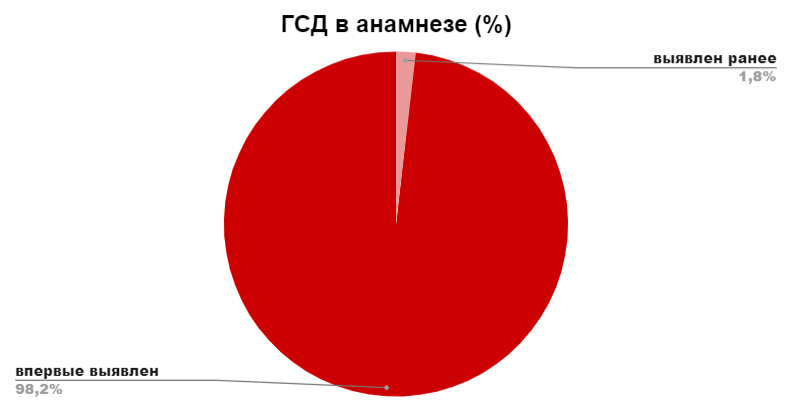 ГСД в анамнезе (%)
выявлен ранее
1,8%
впервые выявлен
98,2%